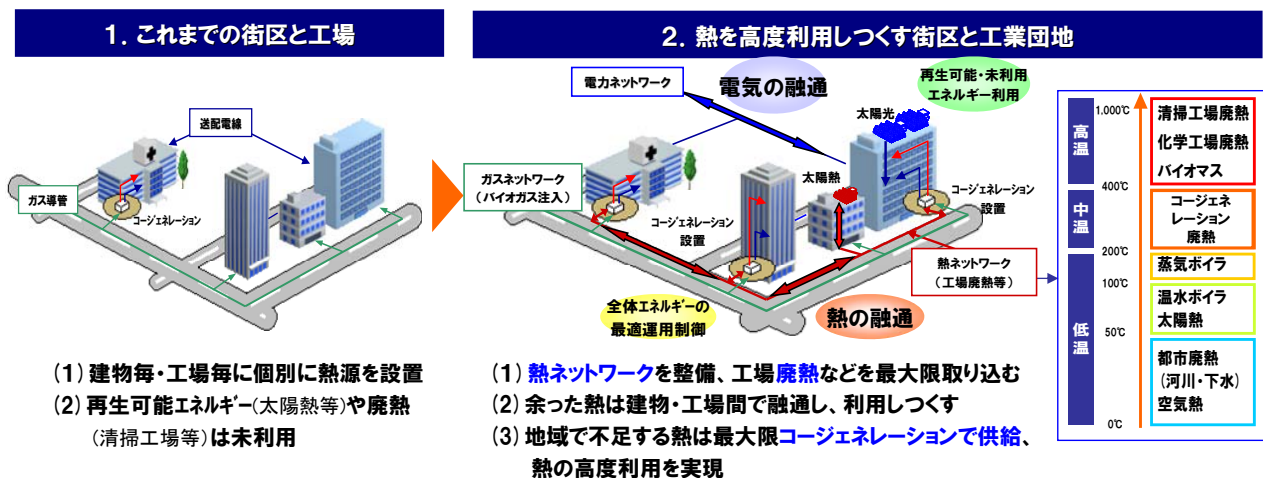 1. これまでの街区と工場
送配電線
ガス導管
コージェネレーション
(1) 建物毎・工場毎に個別に熱源を設置
(2) 再生可能エネルギー(太陽熱等)や廃熱
(清掃工場等)は未利用
2. 熱を高度利用しつくす街区と工業団地
電力ネットワーク
電気の融通
再生可能・未利用
エネルギー利用
太陽光
太陽熱
ガスネットワーク
(バイオガス注入)
コージェネレーション
設置
コージェネレーション
設置
熱ネットワーク
(工場廃熱等)
全体エネルギーの
最適運用制御
熱の融通
(1) 熱ネットワークを整備、工場廃熱などを最大限取り込む
(2) 余った熱は建物・工場間で融通し、利用しつくす
(3) 地域で不足する熱は最大限コージェネレーションで供給、
熱の高度利用を実現
高温
中温
低温
1,000℃
400℃
200℃
100℃
50℃
0℃
清掃工場廃熱
化学工場廃熱
バイオマス
コージェネ
レーション
廃熱
蒸気ボイラ
温水ボイラ
太陽熱
都市廃熱
(河川・下水)
空気熱